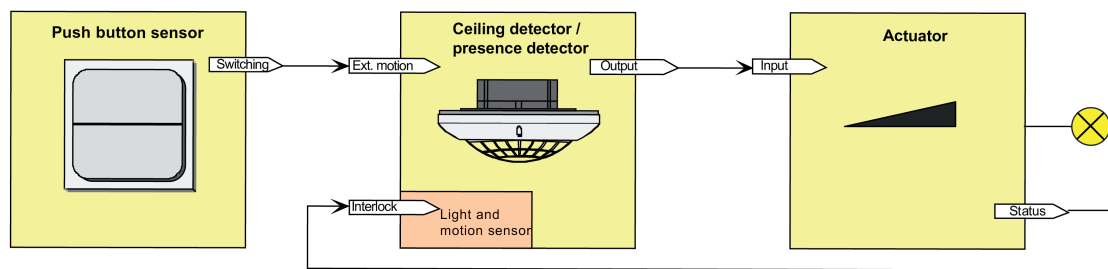 Push button sensor
Switching
Ceiling detector /
presence detector
Ext. motion
Output
Interlock
Light and
motion sensor
Actuator
Input
Status